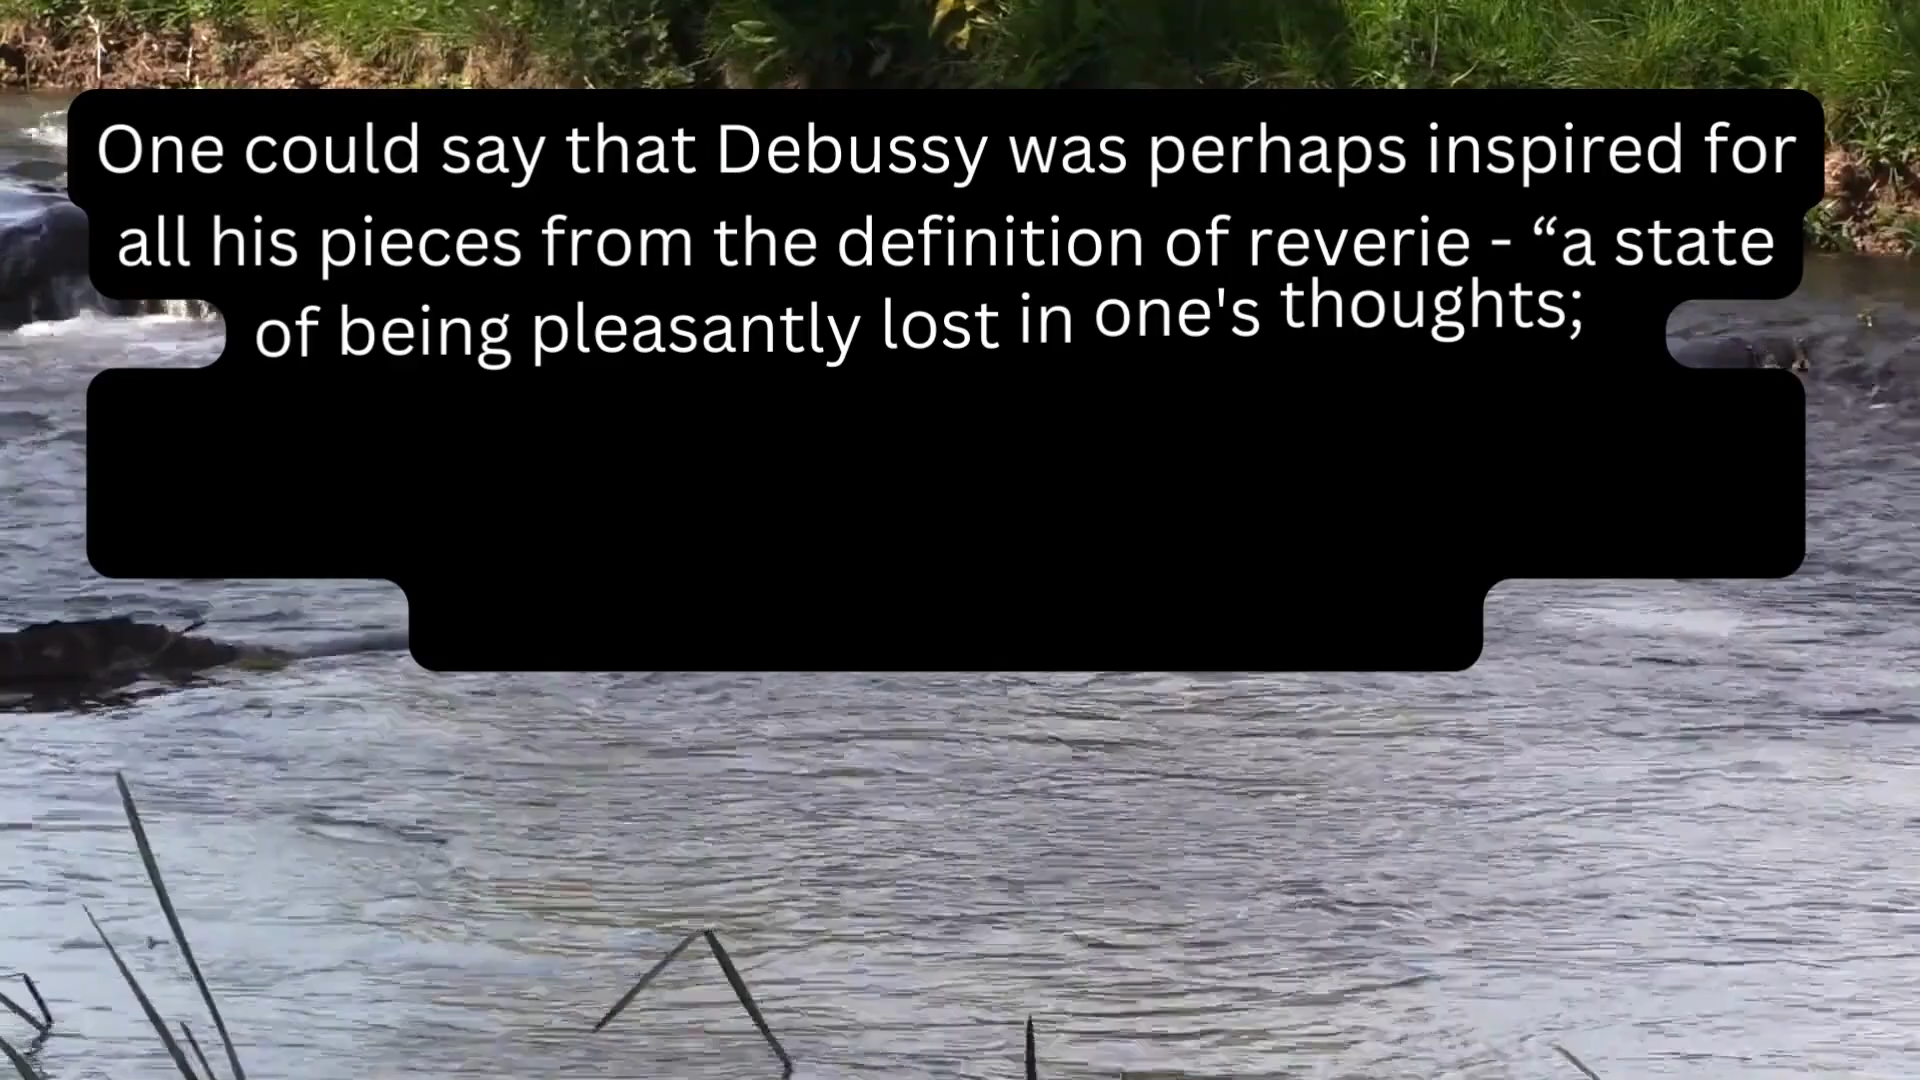 One could say that Debussy was perhaps inspired for
all his pieces from the definition of reverie - “a state
of being pleasantly lost in one's thoughts;